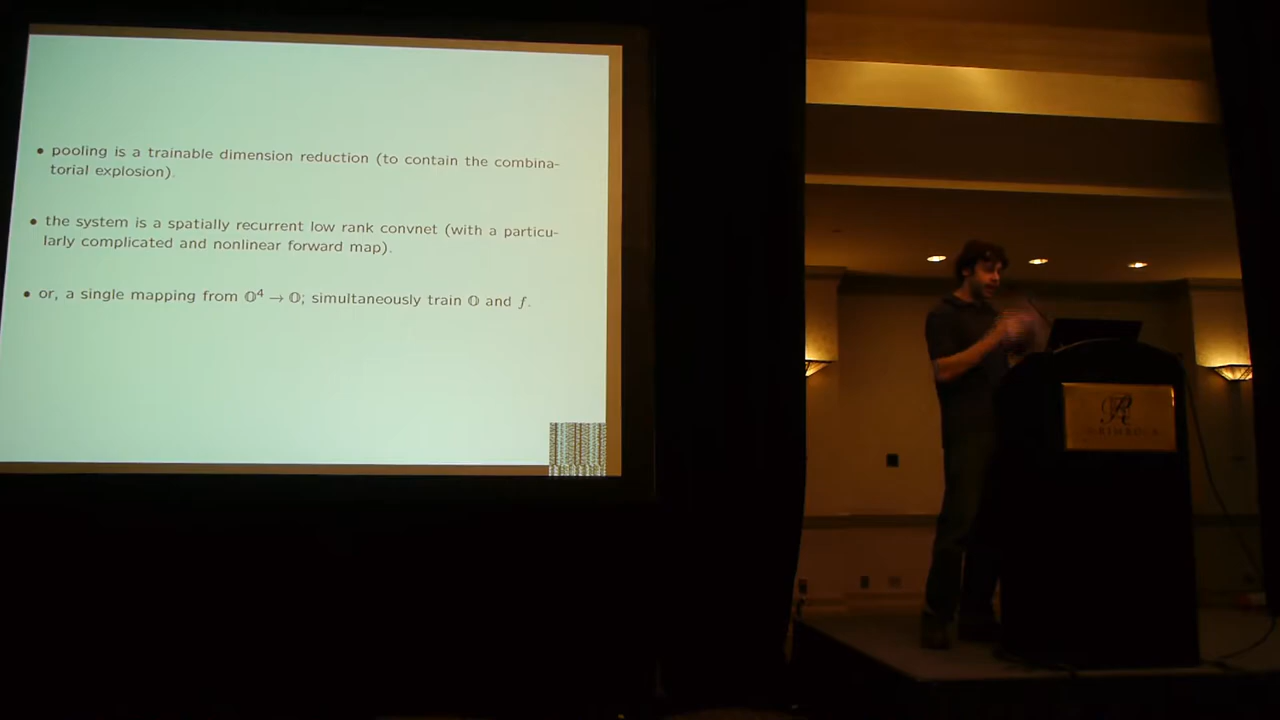 • pooling is a trainable dimension reduction (to contain the combina-
torial explosion).
• the system is a spatially recurrent low rank convnet (with a particu-
larly complicated and nonlinear forward map).
• or, a single mapping from 𝕆⁴ → 𝕆; simultaneously train 𝕆 and f.